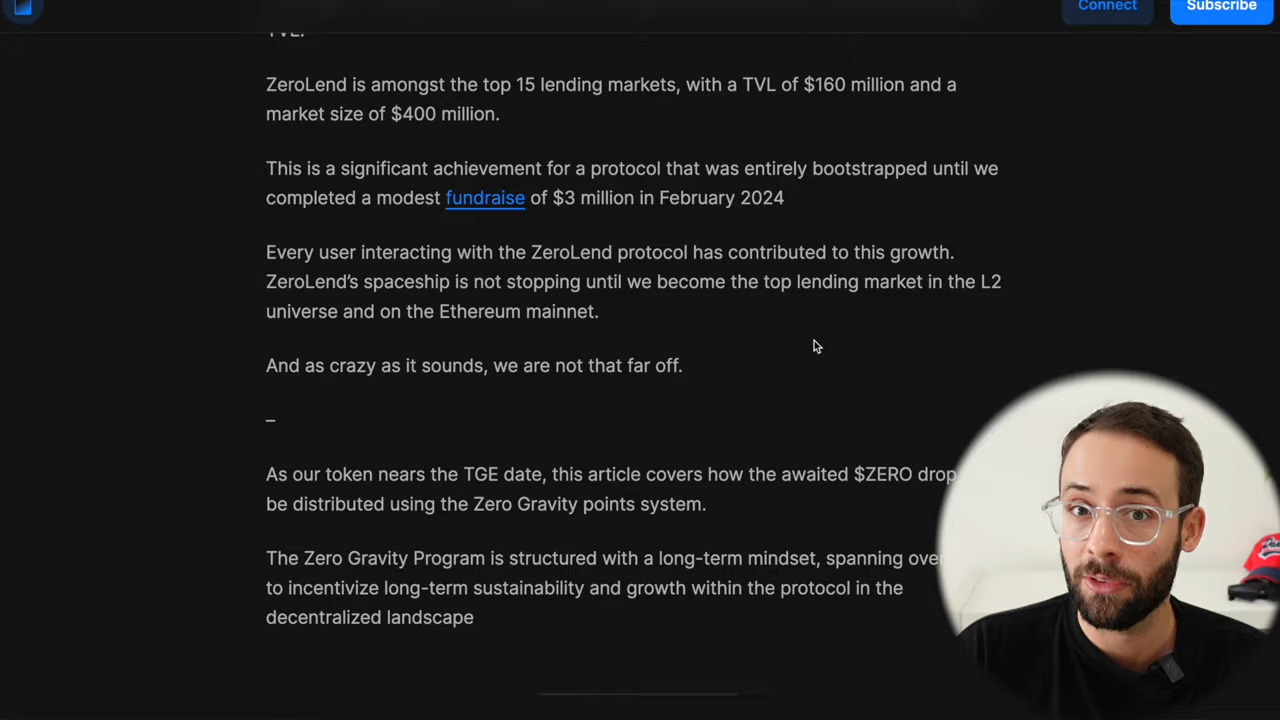 Connect
Subscribe
TVL.
ZeroLend is amongst the top 15 lending markets, with a TVL of $160 million and a
market size of $400 million.
This is a significant achievement for a protocol that was entirely bootstrapped until we
completed a modest fundraise of $3 million in February 2024
Every user interacting with the ZeroLend protocol has contributed to this growth.
ZeroLend’s spaceship is not stopping until we become the top lending market in the L2
universe and on the Ethereum mainnet.
And as crazy as it sounds, we are not that far off.
–
As our token nears the TGE date, this article covers how the awaited $ZERO drop
be distributed using the Zero Gravity points system.
The Zero Gravity Program is structured with a long-term mindset, spanning over
to incentivize long-term sustainability and growth within the protocol in the
decentralized landscape